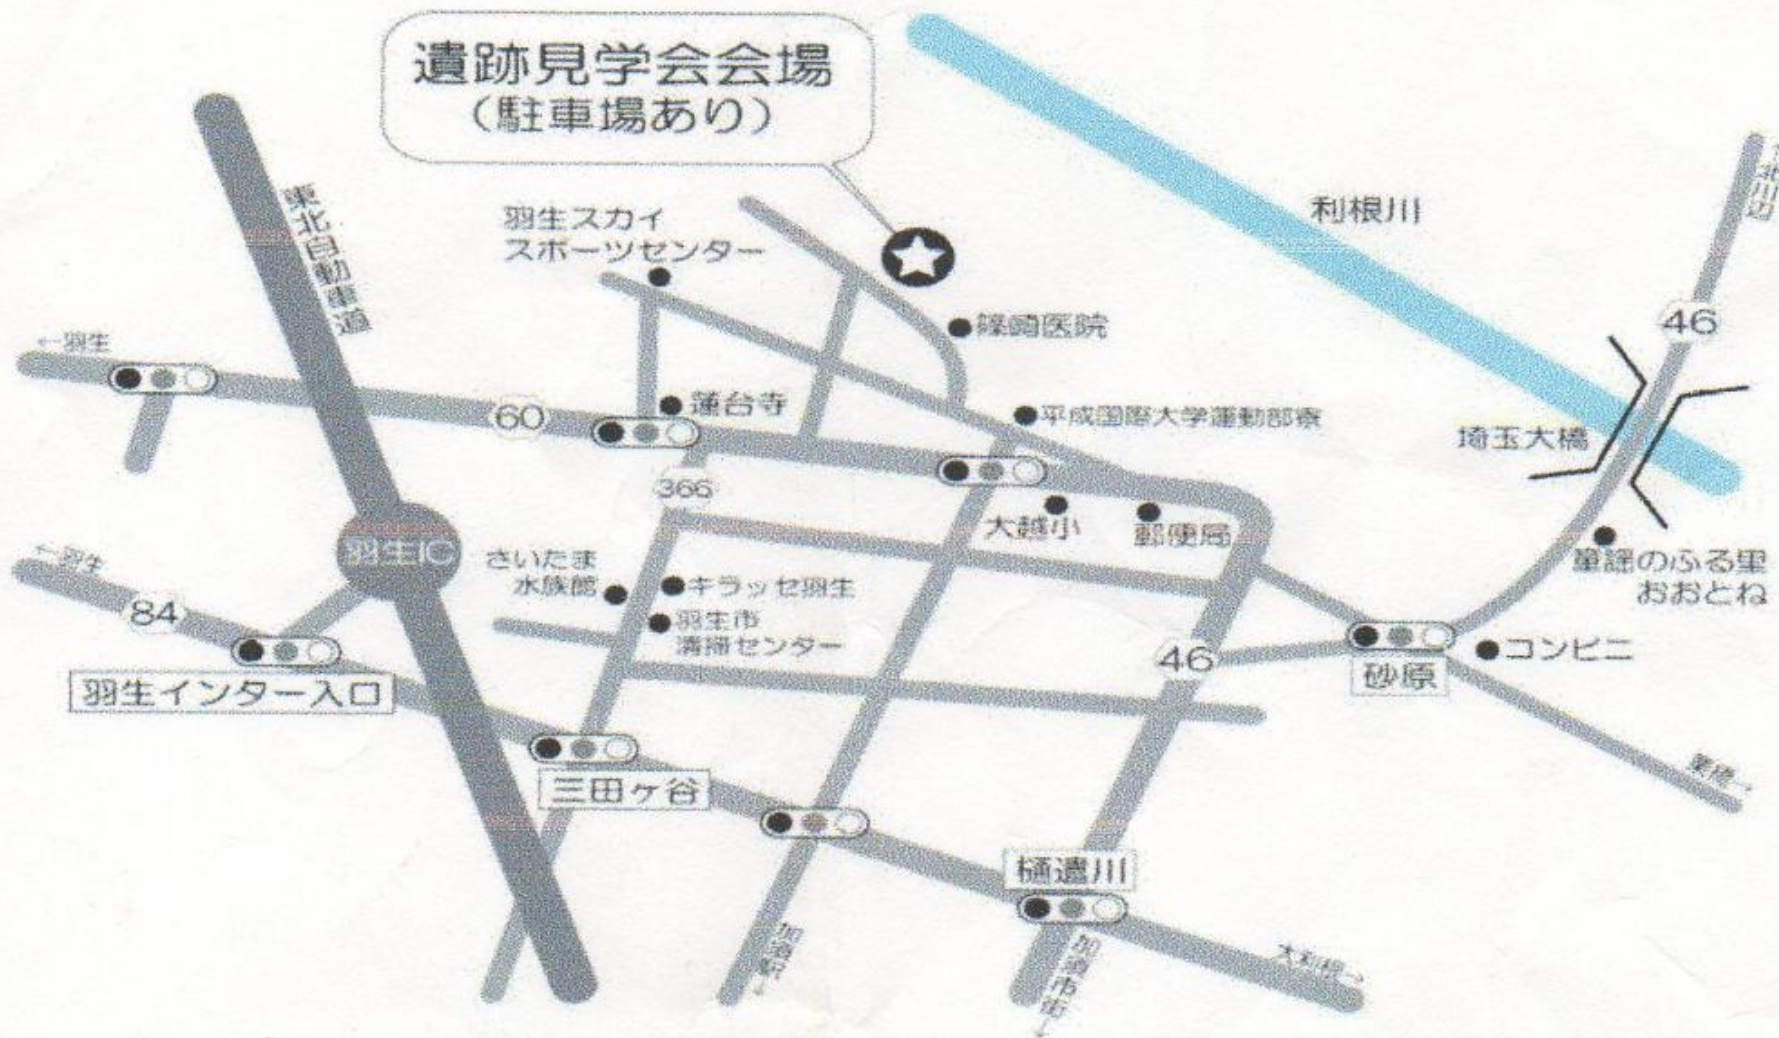 遺跡見学会会場
（駐車場あり）
東北自動車道
羽生スカイ
スポーツセンター
利根川
↑北川辺
46
篠崎医院
←羽生
60
蓮台寺
平成国際大学運動部寮
埼玉大橋
366
大越小
郵便局
羽生IC
さいたま
水族館
キラッセ羽生
羽生市
清掃センター
童謡のふる里
おおとね
←羽生
84
46
コンビニ
砂原
羽生インター入口
三田ヶ谷
栗橋→
樋遣川
加須駅↓
加須市街↓
大利根→